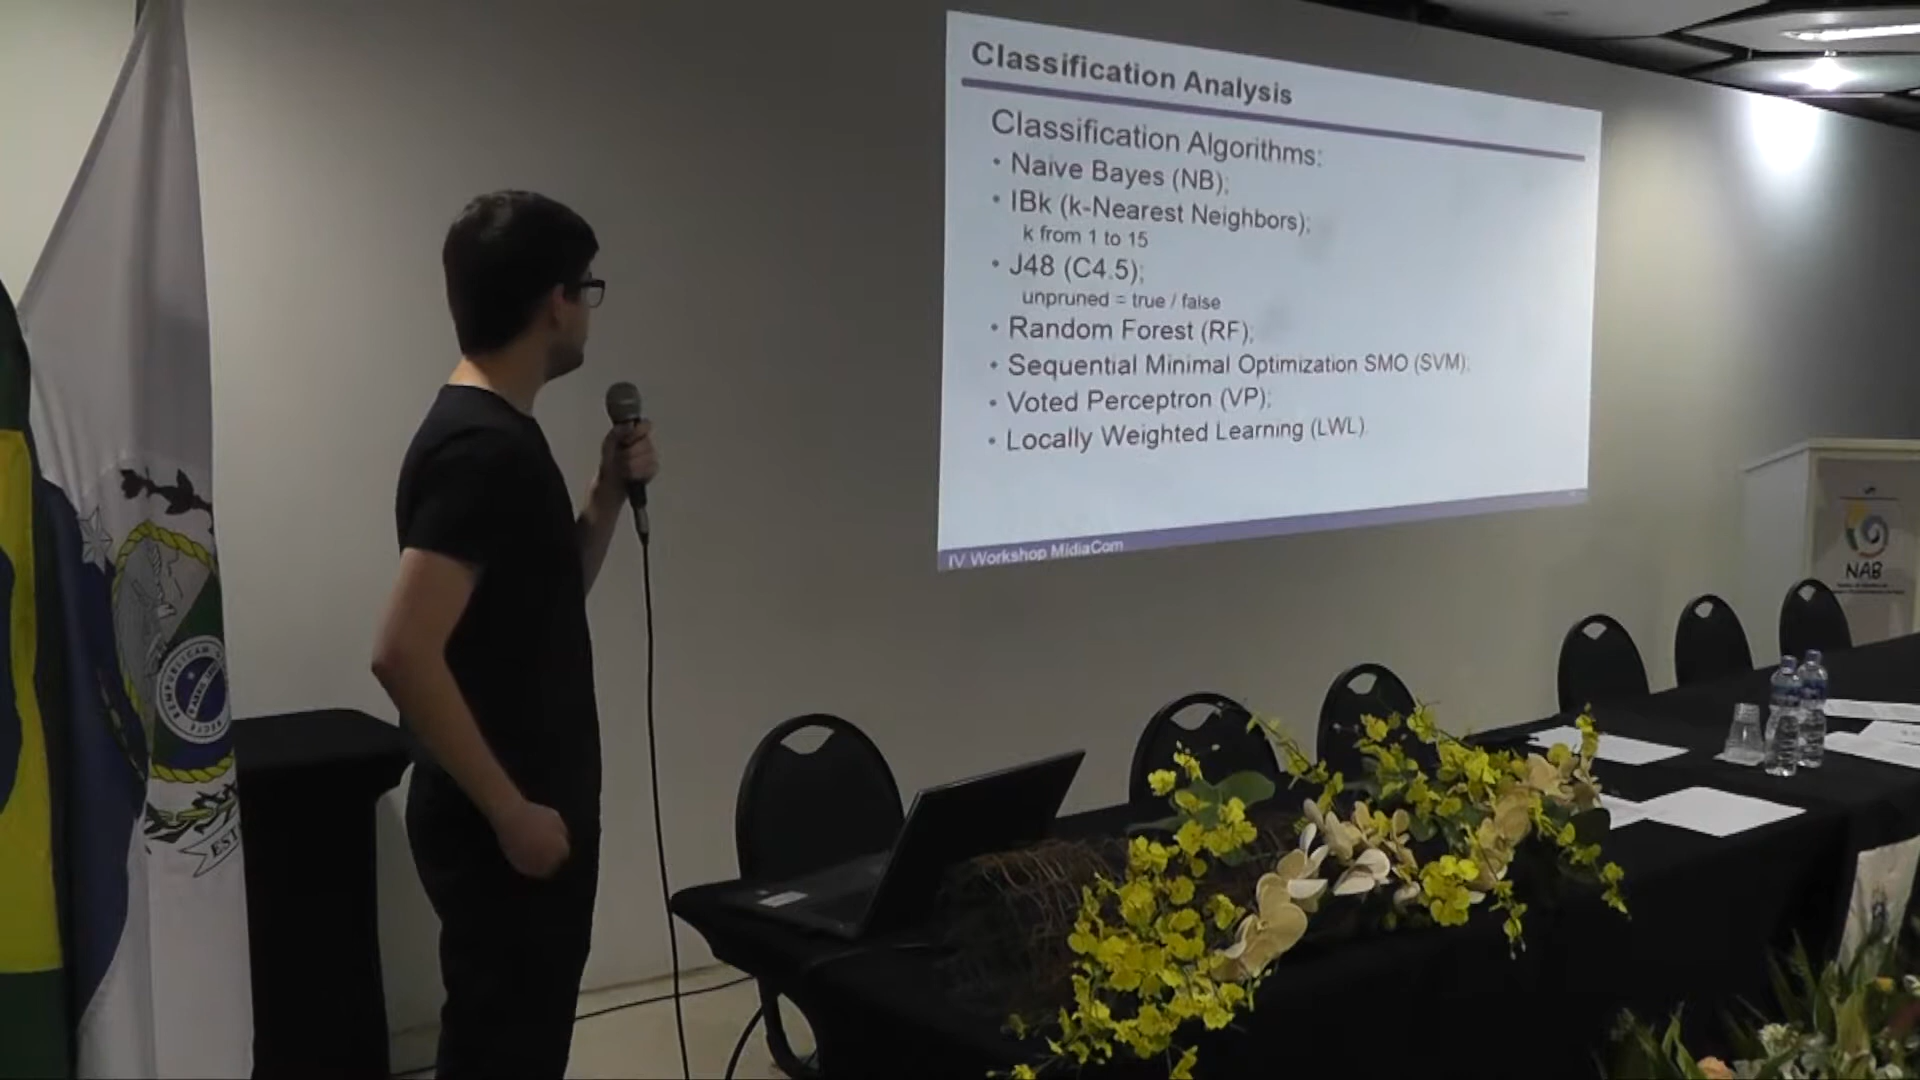 Classification Analysis
Classification Algorithms:
• Naive Bayes (NB);
• IBk (k-Nearest Neighbors);
k from 1 to 15
• J48 (C4.5);
unpruned = true / false
• Random Forest (RF);
• Sequential Minimal Optimization SMO (SVM);
• Voted Perceptron (VP);
• Locally Weighted Learning (LWL).
IV Workshop MidiaCom
NAB